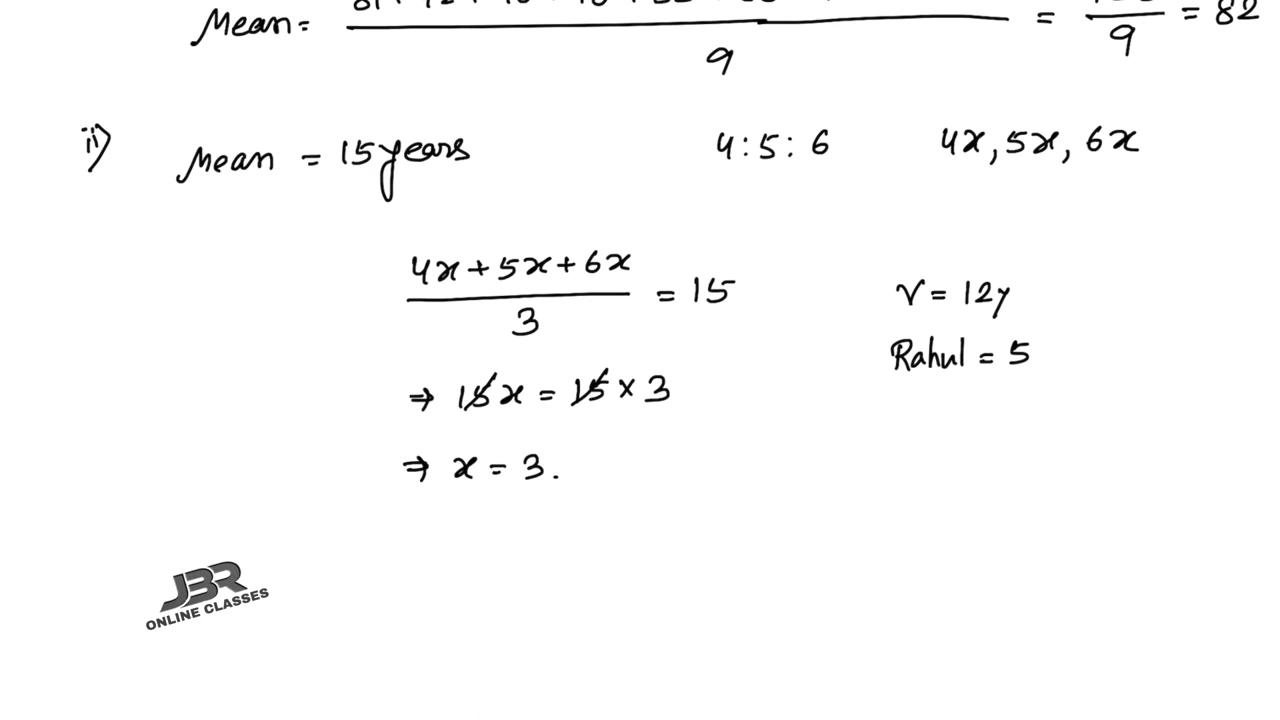 Mean = 9 = 9 = 82
ii) Mean = 15 years 4 : 5 : 6 4x, 5x, 6x
4x + 5x + 6x
3
= 15
⇒ 15x = 15 × 3
⇒ x = 3.
V = 12y
Rahul = 5
JBR
ONLINE CLASSES